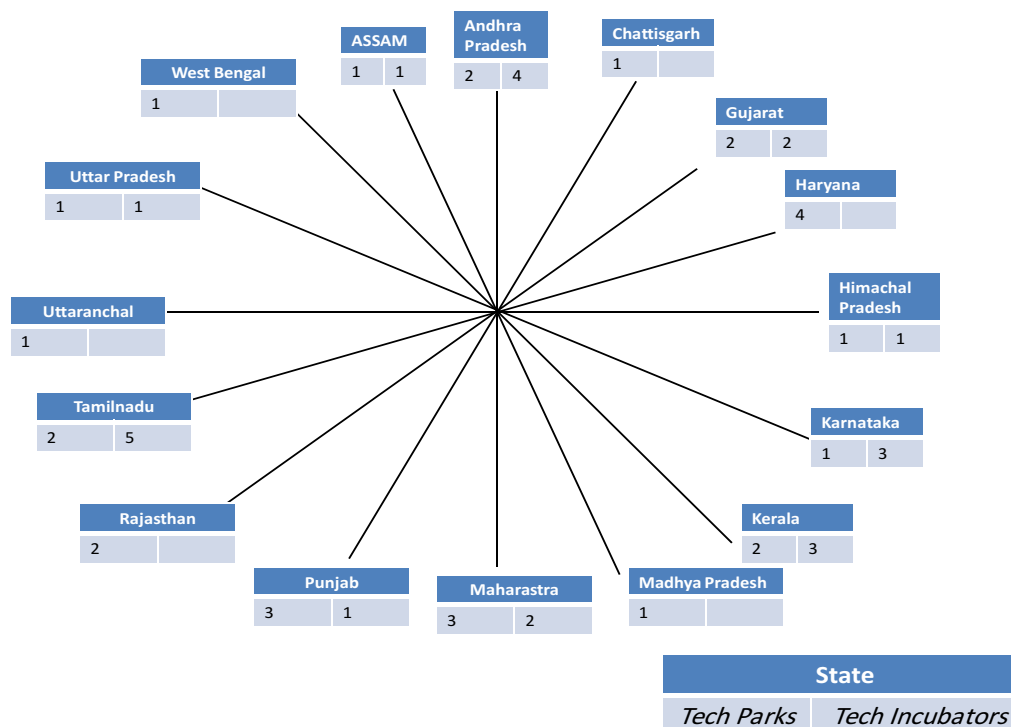 ASSAM
1 1
Andhra
Pradesh
2 4
Chattisgarh
1
West Bengal
1
Gujarat
2 2
Uttar Pradesh
1 1
Haryana
4
Himachal
Pradesh
1 1
Uttaranchal
1
Tamilnadu
2 5
Karnataka
1 3
Rajasthan
2
Kerala
2 3
Punjab
3 1
Maharastra
3 2
Madhya Pradesh
1
State
Tech Parks Tech Incubators